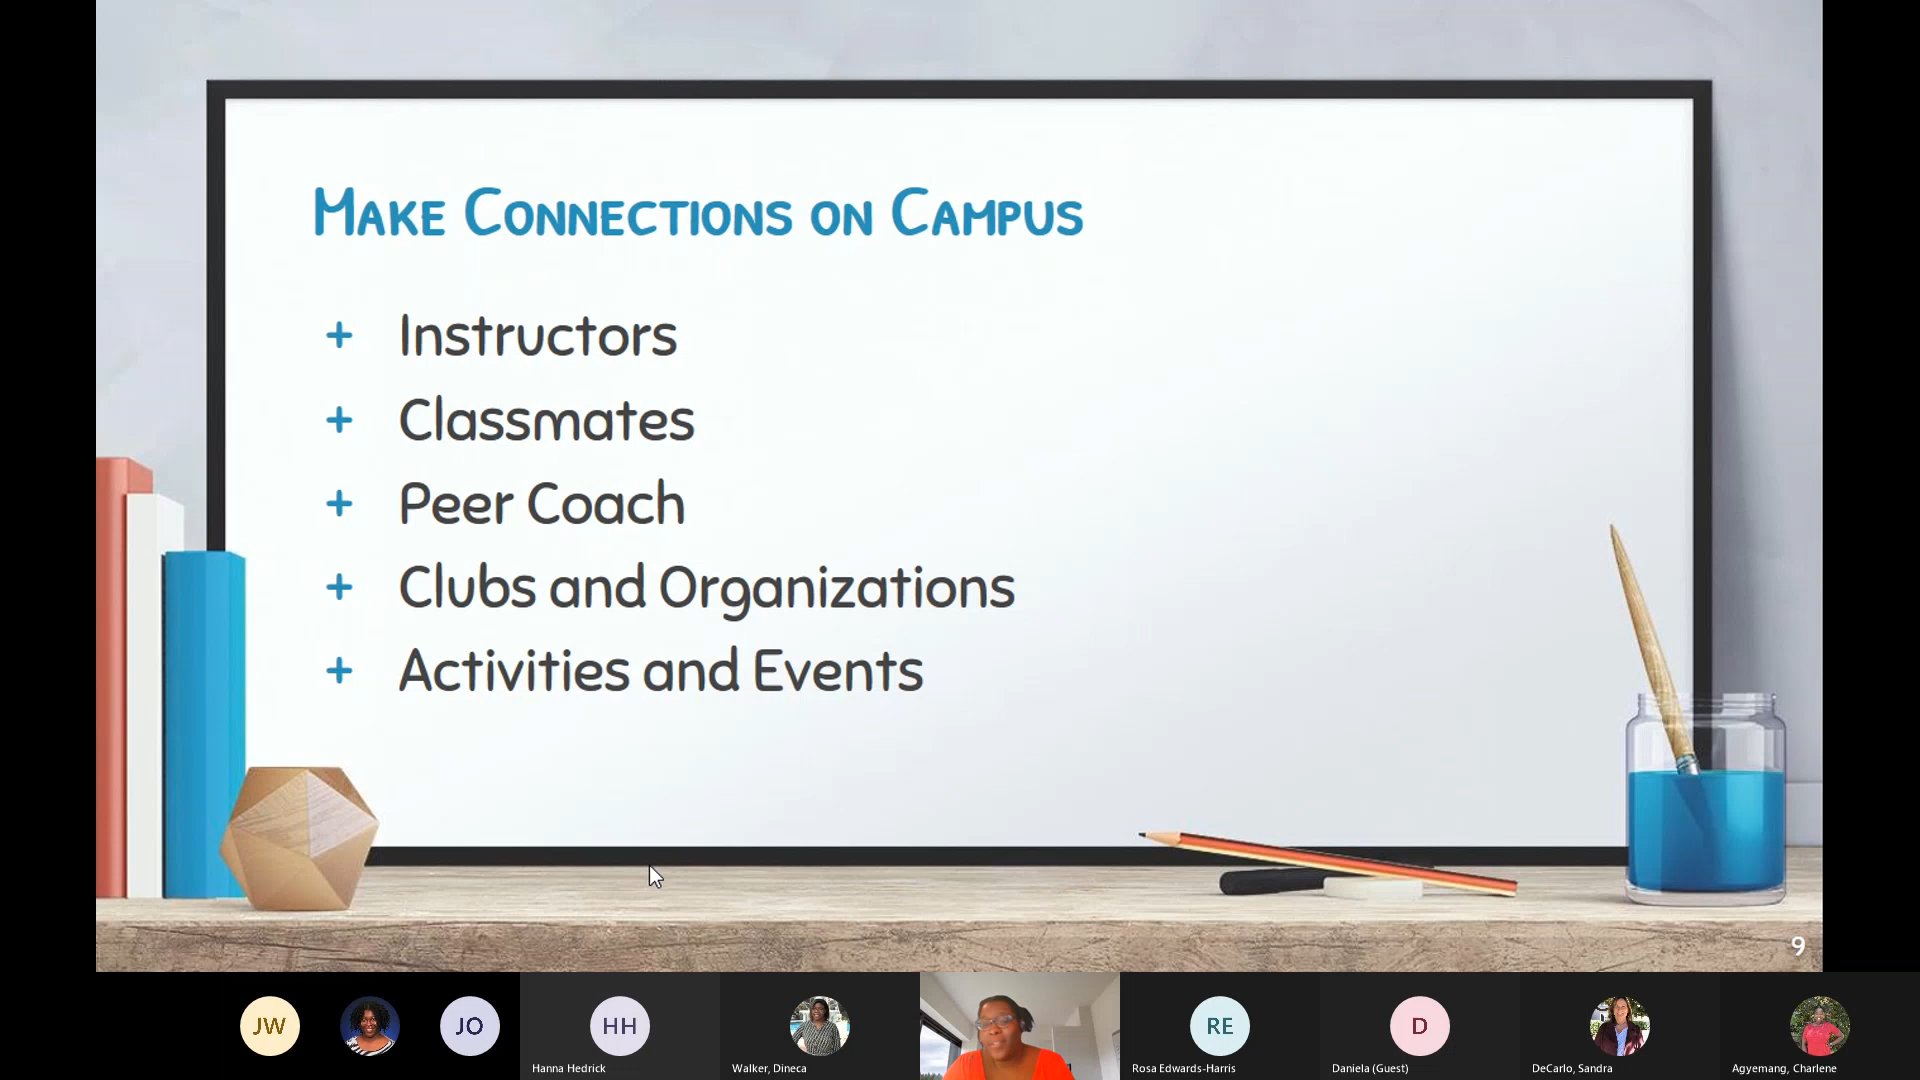 Make Connections on Campus
+ Instructors
+ Classmates
+ Peer Coach
+ Clubs and Organizations
+ Activities and Events
9
JW
JO
HH
RE
D
Hanna Hedrick
Walker, Dineca
Rosa Edwards-Harris
Daniela (Guest)
DeCarlo, Sandra
Agyemang, Charlene